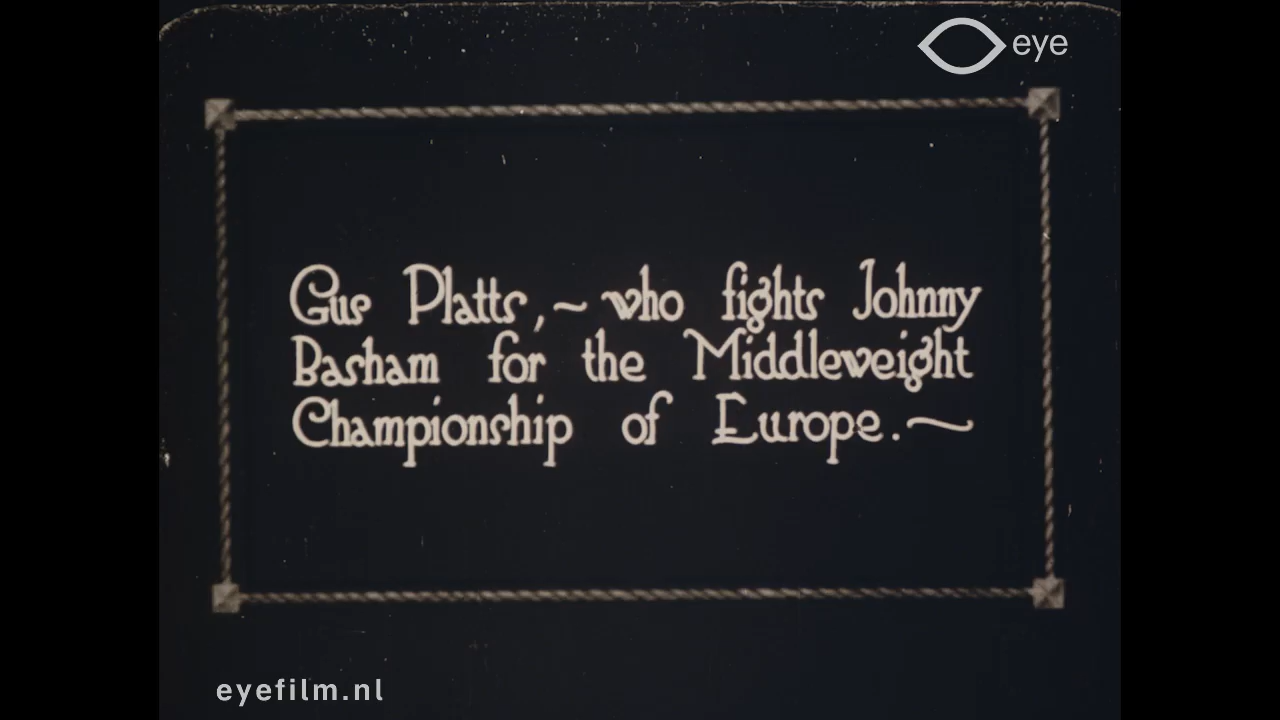 eye
Gus Platts,~who fights Johnny
Basham for the Middleweight
Championship of Europe.~
eyefilm.nl